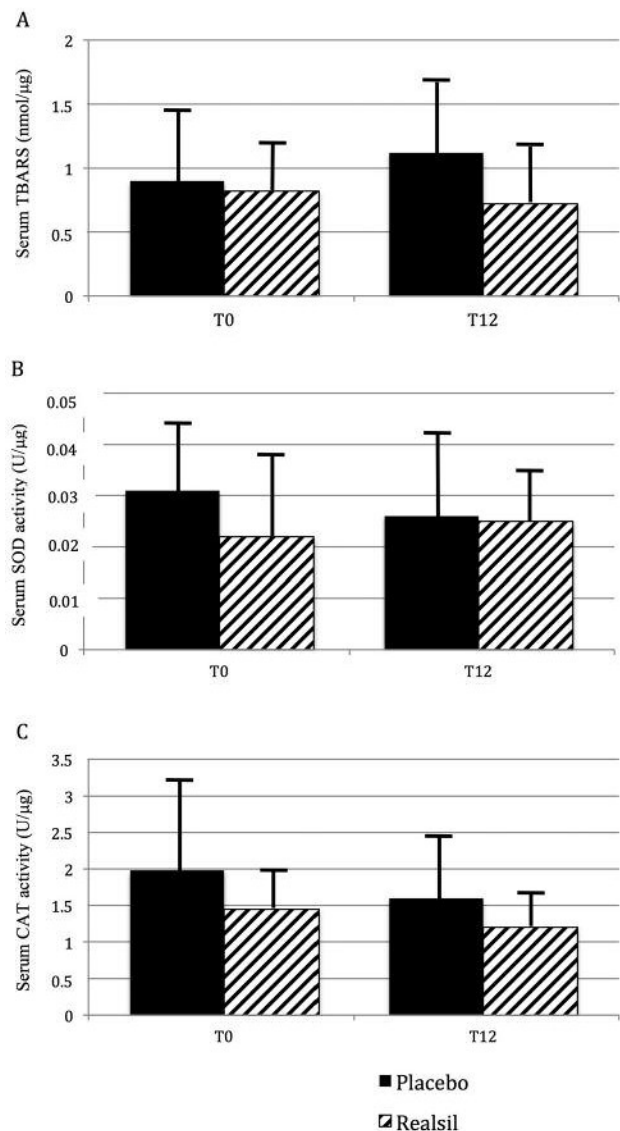 A
Serum TBARS (nmol/µg)
2
1.5
1
0.5
0
T0 T12
B
Serum SOD activity (U/µg)
0.05
0.04
0.03
0.02
0.01
0
T0 T12
C
Serum CAT activity (U/µg)
3.5
3
2.5
2
1.5
1
0.5
0
T0 T12
Placebo
Realsil